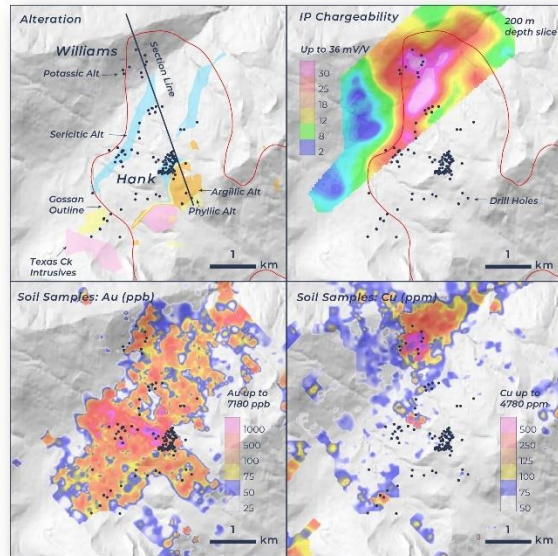 Alteration
Williams
Section Line
Potassic Alt
Sericitic Alt
Hank
Argillic Alt
Gossan
Outline
Phyllic Alt
Texas Ck
Intrusives
1
km
IP Chargeability
200 m
depth slice
Up to 36 mV/V
30
25
18
12
8
2
Drill Holes
1
km
Soil Samples: Au (ppb)
Au up to
7180 ppb
1000
500
100
75
50
25
1
km
Soil Samples: Cu (ppm)
Cu up to
4780 ppm
500
250
125
100
75
50
1
km